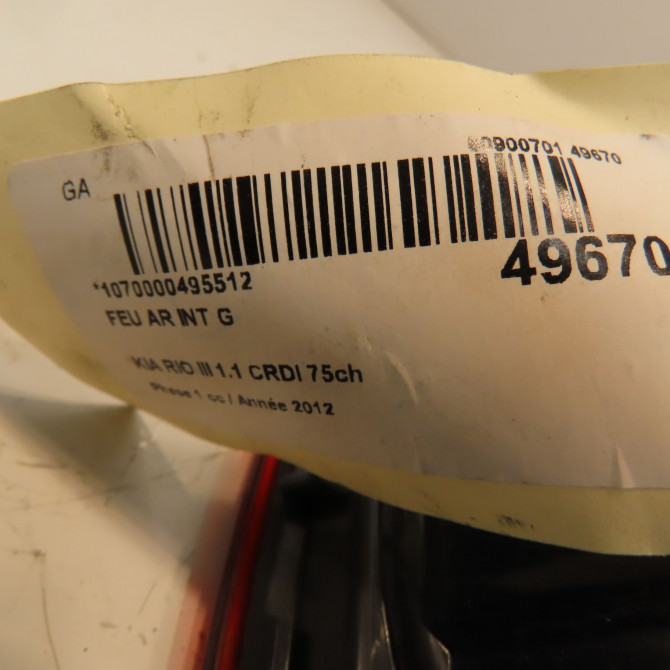 0900701 49670
GA
49670
*1070000495512
FEU AR INT G
KIA RIO III 1.1 CRDI 75ch
Phase 1 cc / Année 2012